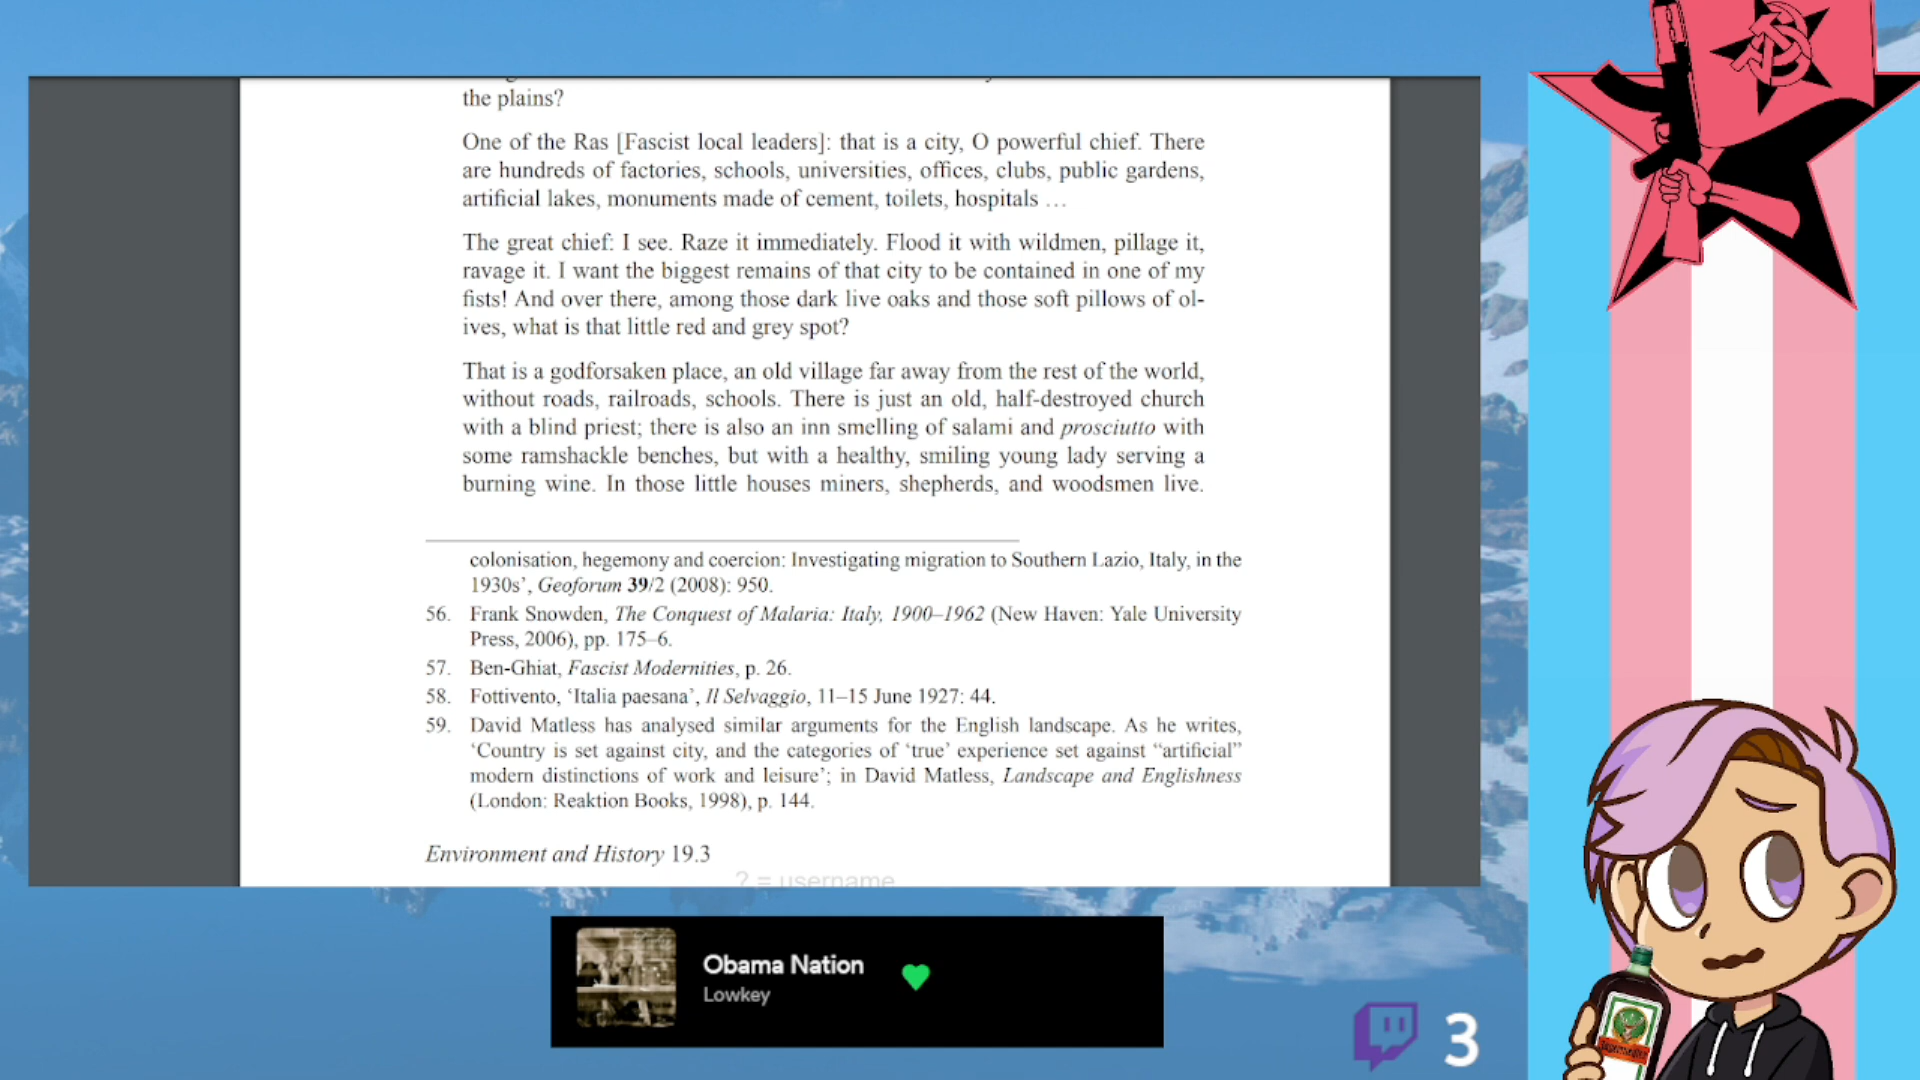 the plains?
One of the Ras [Fascist local leaders]: that is a city, O powerful chief. There
are hundreds of factories, schools, universities, offices, clubs, public gardens,
artificial lakes, monuments made of cement, toilets, hospitals …
The great chief: I see. Raze it immediately. Flood it with wildmen, pillage it,
ravage it. I want the biggest remains of that city to be contained in one of my
fists! And over there, among those dark live oaks and those soft pillows of ol-
ives, what is that little red and grey spot?
That is a godforsaken place, an old village far away from the rest of the world,
without roads, railroads, schools. There is just an old, half-destroyed church
with a blind priest; there is also an inn smelling of salami and prosciutto with
some ramshackle benches, but with a healthy, smiling young lady serving a
burning wine. In those little houses miners, shepherds, and woodsmen live.
colonisation, hegemony and coercion: Investigating migration to Southern Lazio, Italy, in the
1930s’, Geoforum 39/2 (2008): 950.
56. Frank Snowden, The Conquest of Malaria: Italy, 1900–1962 (New Haven: Yale University
Press, 2006), pp. 175–6.
57. Ben-Ghiat, Fascist Modernities, p. 26.
58. Fottivento, ‘Italia paesana’, Il Selvaggio, 11–15 June 1927: 44.
59. David Matless has analysed similar arguments for the English landscape. As he writes,
‘Country is set against city, and the categories of ‘true’ experience set against “artificial”
modern distinctions of work and leisure’; in David Matless, Landscape and Englishness
(London: Reaktion Books, 1998), p. 144.
Environment and History 19.3
? = username
Obama Nation
Lowkey
3